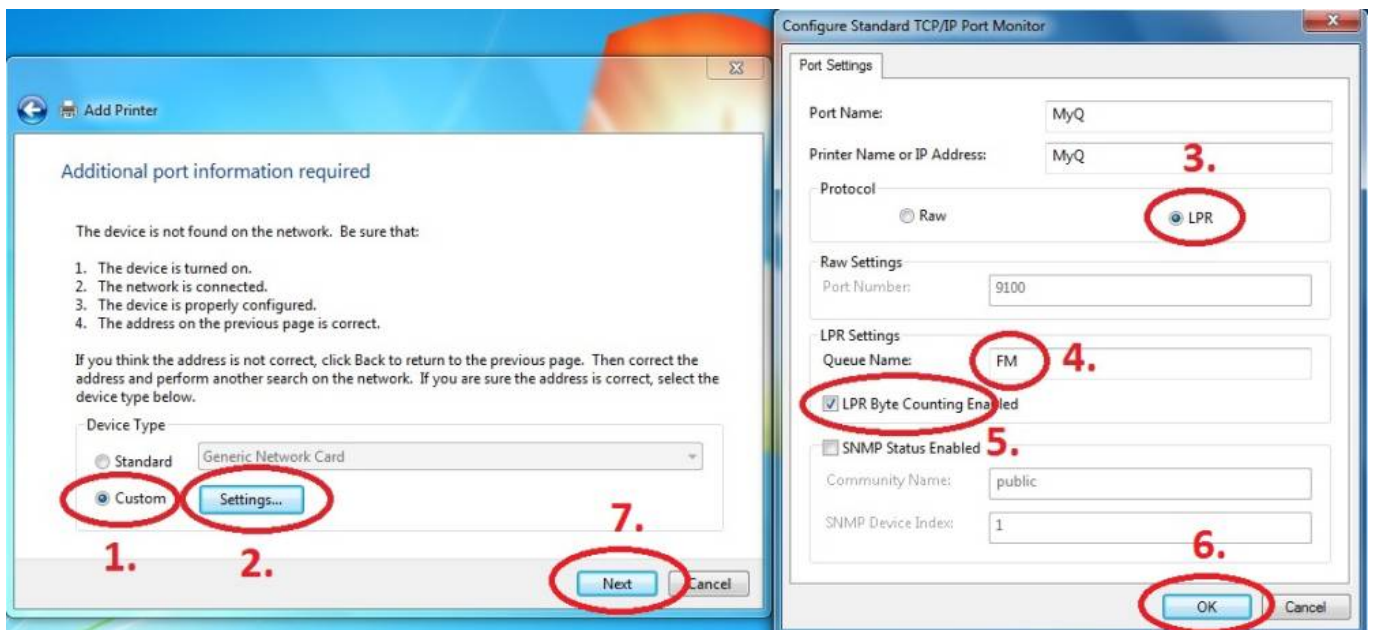 Add Printer
Additional port information required
The device is not found on the network. Be sure that:
1. The device is turned on.
2. The network is connected.
3. The device is properly configured.
4. The address on the previous page is correct.
If you think the address is not correct, click Back to return to the previous page. Then correct the
address and perform another search on the network. If you are sure the address is correct, select the
device type below.
Device Type
Standard Generic Network Card
Custom Settings...
1. 2. 7.
Next Cancel
Configure Standard TCP/IP Port Monitor
Port Settings
Port Name: MyQ
Printer Name or IP Address: MyQ
3.
Protocol
Raw LPR
Raw Settings
Port Number: 9100
LPR Settings
Queue Name: FM 4.
LPR Byte Counting Enabled
SNMP Status Enabled 5.
Community Name: public
SNMP Device Index: 1
6.
OK Cancel